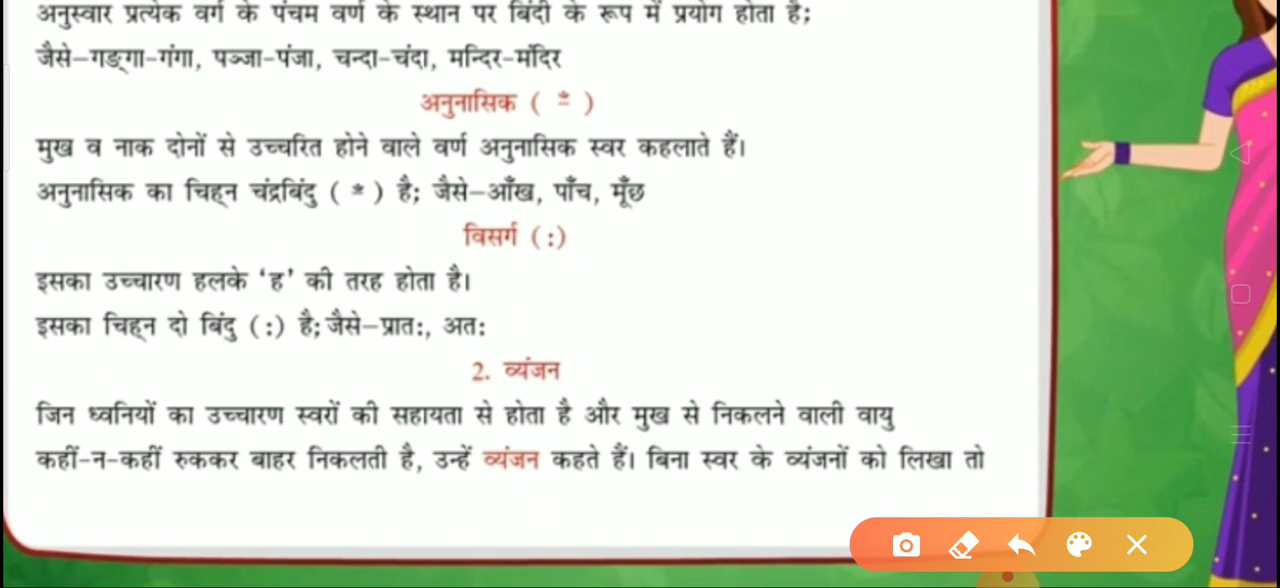 अनुस्वार प्रत्येक वर्ग के पंचम वर्ण के स्थान पर बिंदी के रूप में प्रयोग होता है;
जैसे–गङ्गा-गंगा, पञ्जा-पंजा, चन्दा-चंदा, मन्दिर-मंदिर
अनुनासिक ( ँ )
मुख व नाक दोनों से उच्चरित होने वाले वर्ण अनुनासिक स्वर कहलाते हैं।
अनुनासिक का चिह्न चंद्रबिंदु ( ँ ) है; जैसे–आँख, पाँच, मूँछ
विसर्ग (:)
इसका उच्चारण हलके ‘ह’ की तरह होता है।
इसका चिह्न दो बिंदु (:) है; जैसे–प्रात:, अत:
2. व्यंजन
जिन ध्वनियों का उच्चारण स्वरों की सहायता से होता है और मुख से निकलने वाली वायु
कहीं-न-कहीं रुककर बाहर निकलती है, उन्हें व्यंजन कहते हैं। बिना स्वर के व्यंजनों को लिखा तो